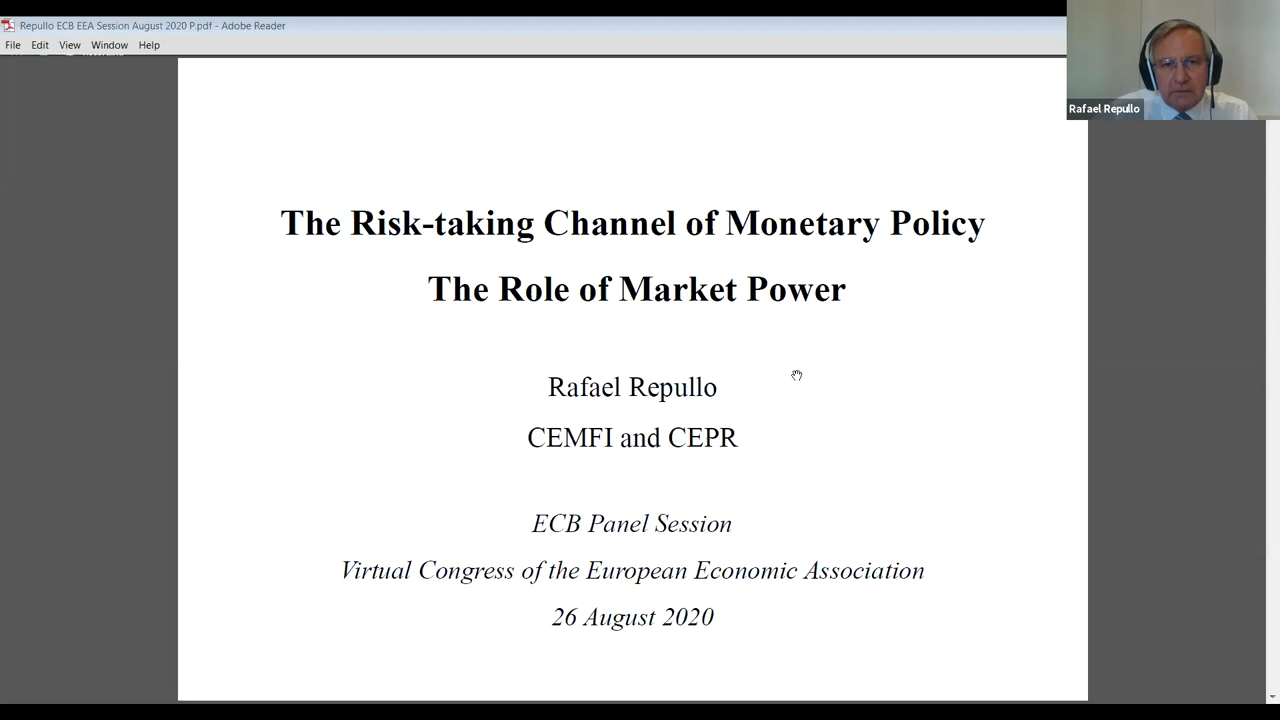 Repullo ECB EEA Session August 2020 P.pdf - Adobe Reader
File Edit View Window Help
Rafael Repullo
The Risk-taking Channel of Monetary Policy
The Role of Market Power
Rafael Repullo
CEMFI and CEPR
ECB Panel Session
Virtual Congress of the European Economic Association
26 August 2020